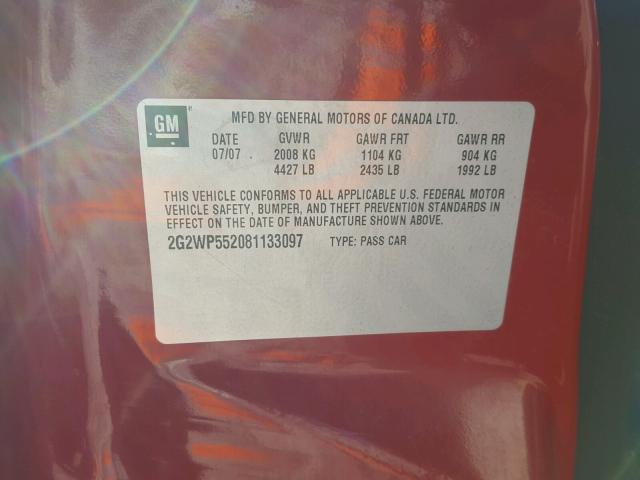 GM ® MFD BY GENERAL MOTORS OF CANADA LTD.
DATE GVWR GAWR FRT GAWR RR
07/07 2008 KG 1104 KG 904 KG
4427 LB 2435 LB 1992 LB
THIS VEHICLE CONFORMS TO ALL APPLICABLE U.S. FEDERAL MOTOR
VEHICLE SAFETY, BUMPER, AND THEFT PREVENTION STANDARDS IN
EFFECT ON THE DATE OF MANUFACTURE SHOWN ABOVE.
2G2WP552081133097 TYPE: PASS CAR